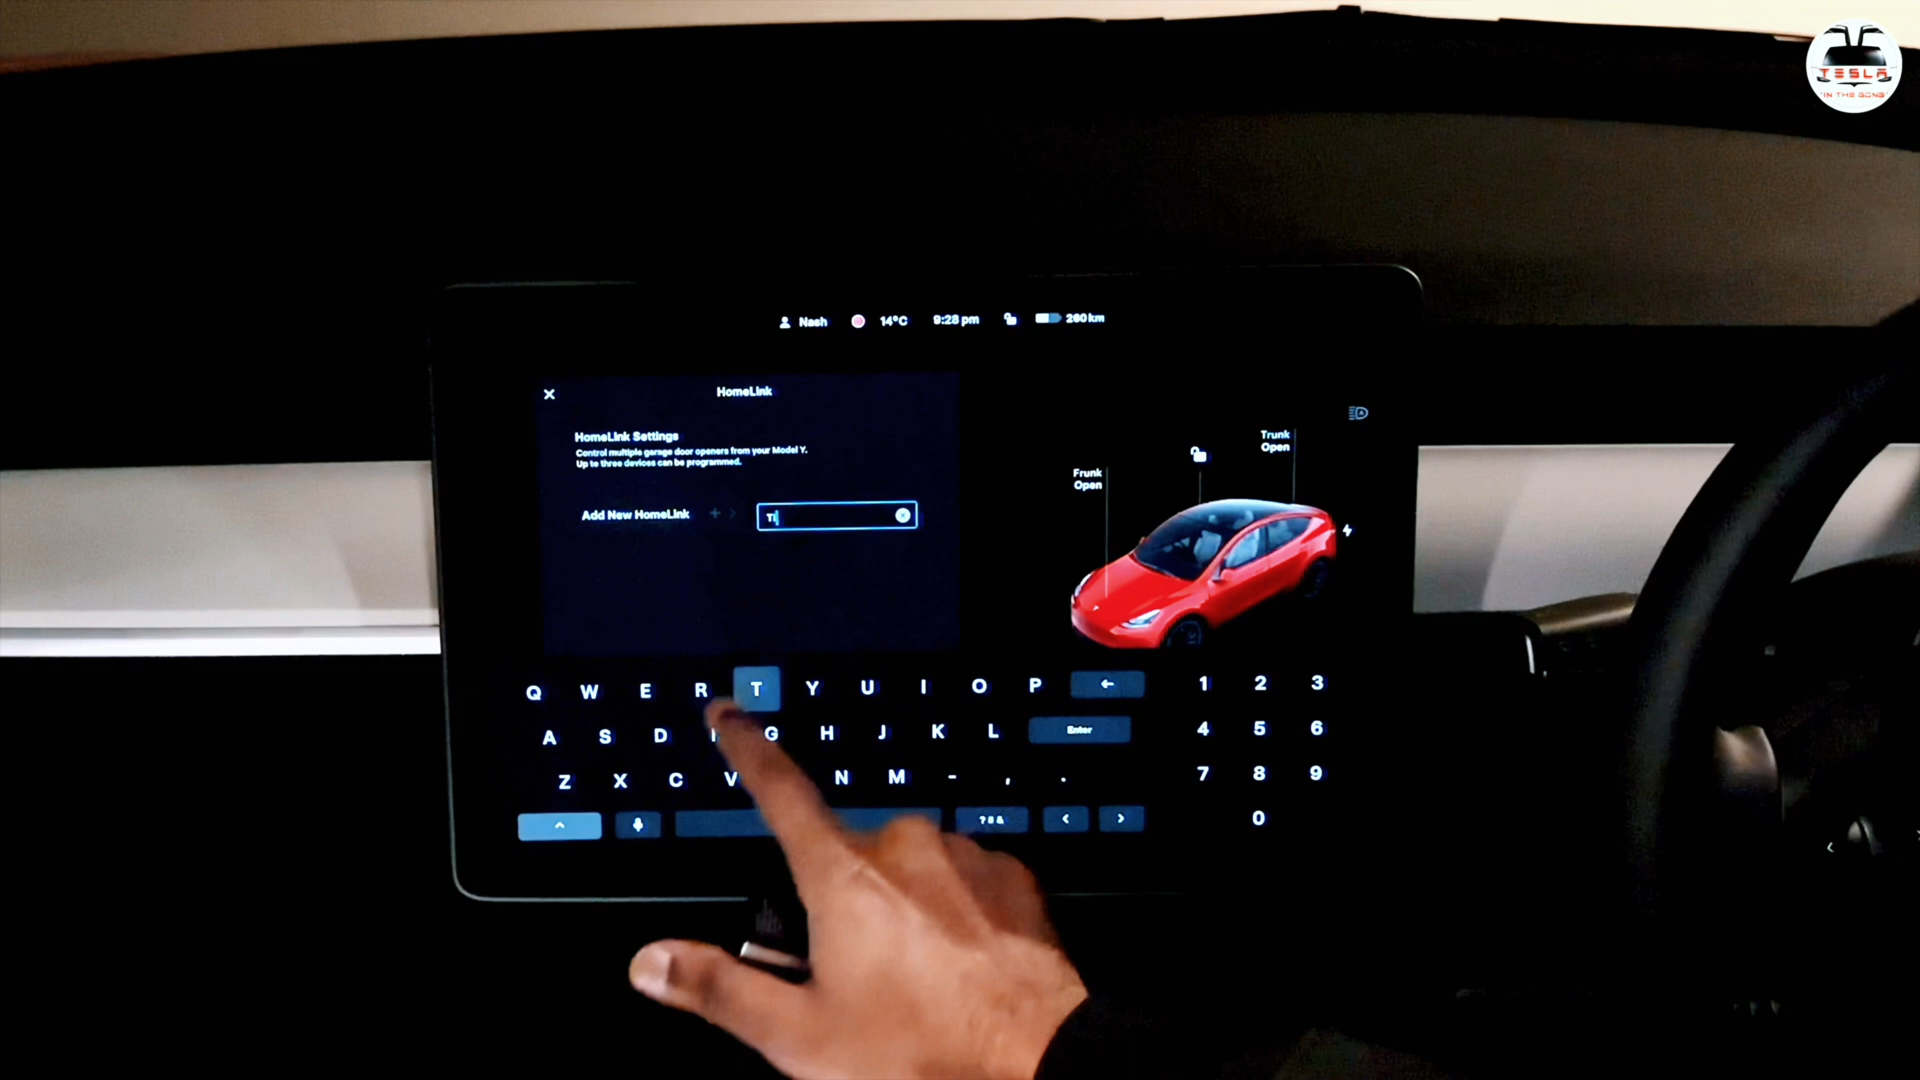 TESLA
"IN THE GONG"
Nash 14°C 9:28 pm 260 km
HomeLink
HomeLink Settings
Control multiple garage door openers from your Model Y.
Up to three devices can be programmed.
Add New HomeLink + >
Trunk
Open
Frunk
Open
Q W E R T Y U I O P 1 2 3
A S D G H J K L Enter 4 5 6
Z X C V N M - , . 7 8 9
?#& < > 0